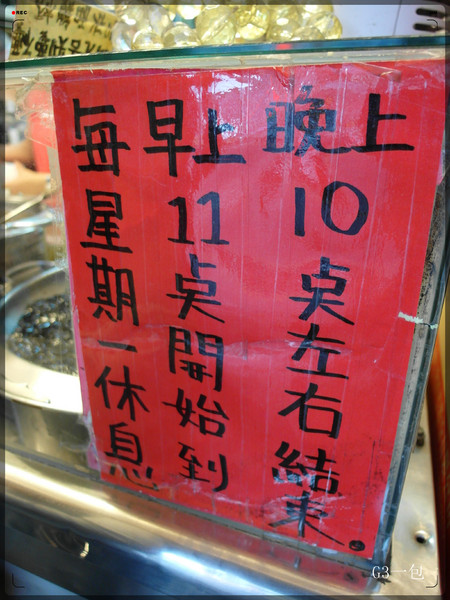 REC
每星期一休息
早上11奌開始到
晚上10奌左右結束。
G3一包